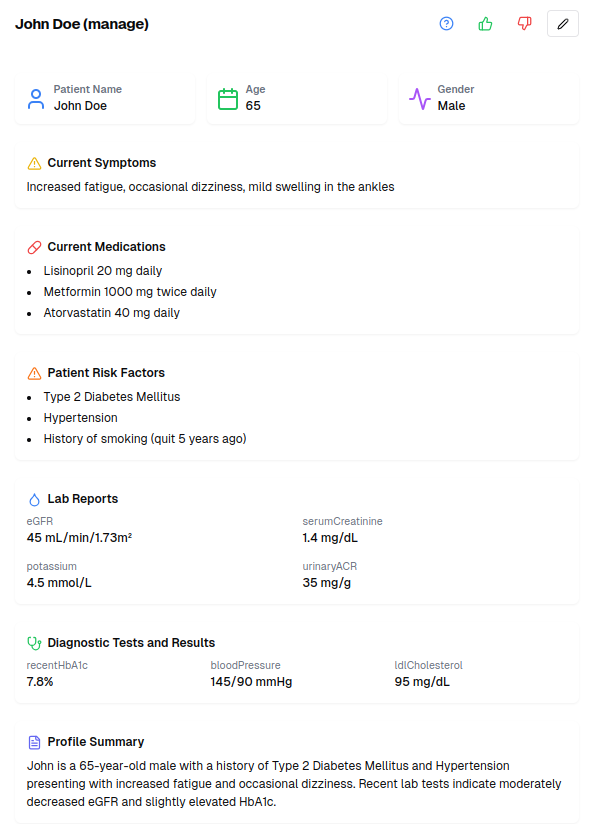 John Doe (manage)
Patient Name
John Doe
Age
65
Gender
Male
Current Symptoms
Increased fatigue, occasional dizziness, mild swelling in the ankles
Current Medications
• Lisinopril 20 mg daily
• Metformin 1000 mg twice daily
• Atorvastatin 40 mg daily
Patient Risk Factors
• Type 2 Diabetes Mellitus
• Hypertension
• History of smoking (quit 5 years ago)
Lab Reports
eGFR
45 mL/min/1.73m²
serumCreatinine
1.4 mg/dL
potassium
4.5 mmol/L
urinaryACR
35 mg/g
Diagnostic Tests and Results
recentHbA1c
7.8%
bloodPressure
145/90 mmHg
ldlCholesterol
95 mg/dL
Profile Summary
John is a 65-year-old male with a history of Type 2 Diabetes Mellitus and Hypertension
presenting with increased fatigue and occasional dizziness. Recent lab tests indicate moderately
decreased eGFR and slightly elevated HbA1c.